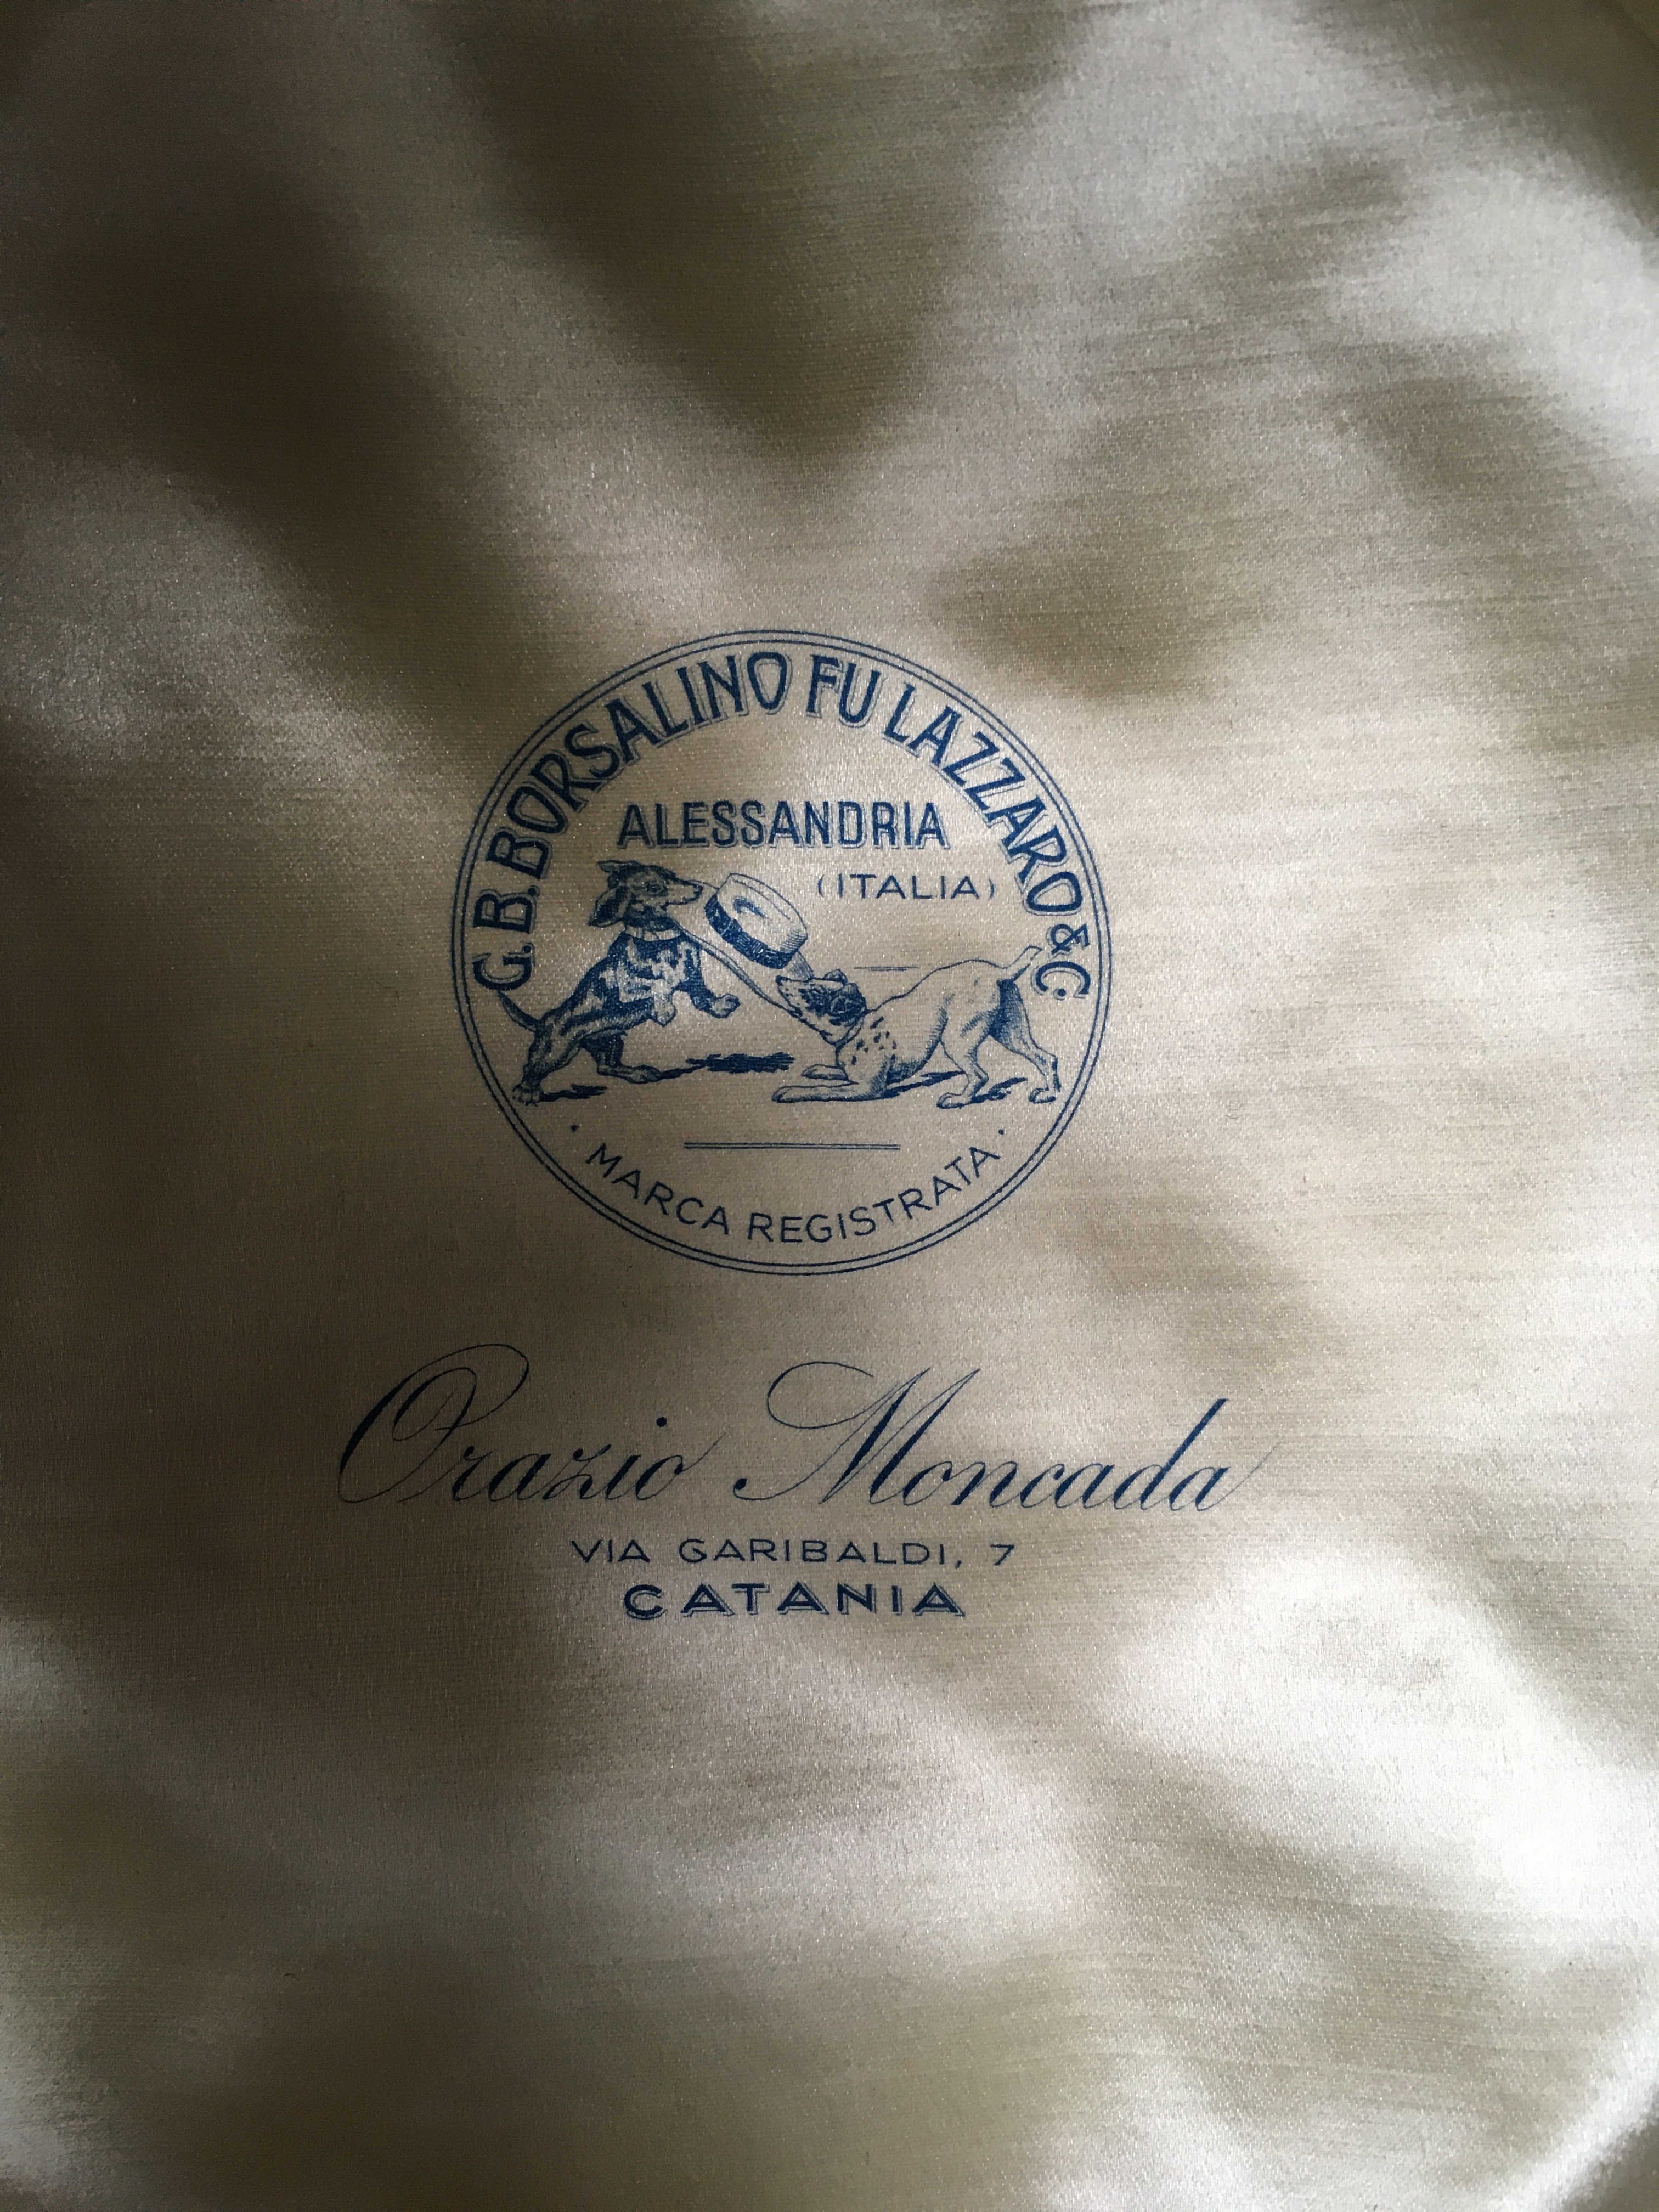 G.B. BORSALINO FU LAZZARO & C.
ALESSANDRIA
(ITALIA)
· MARCA REGISTRATA ·
Orazio Moncada
VIA GARIBALDI, 7
CATANIA